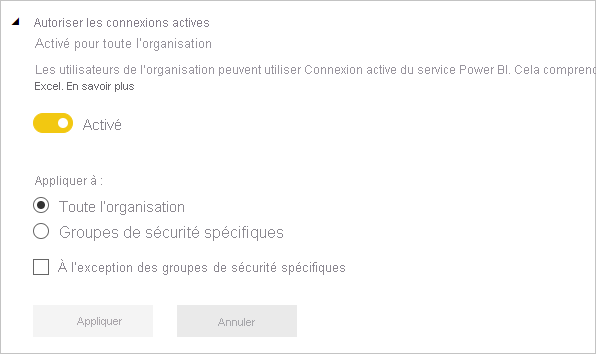 Autoriser les connexions actives
Activé pour toute l'organisation
Les utilisateurs de l'organisation peuvent utiliser Connexion active du service Power BI. Cela comprend
Excel. En savoir plus
Activé
Appliquer à :
Toute l'organisation
Groupes de sécurité spécifiques
À l'exception des groupes de sécurité spécifiques
Appliquer
Annuler